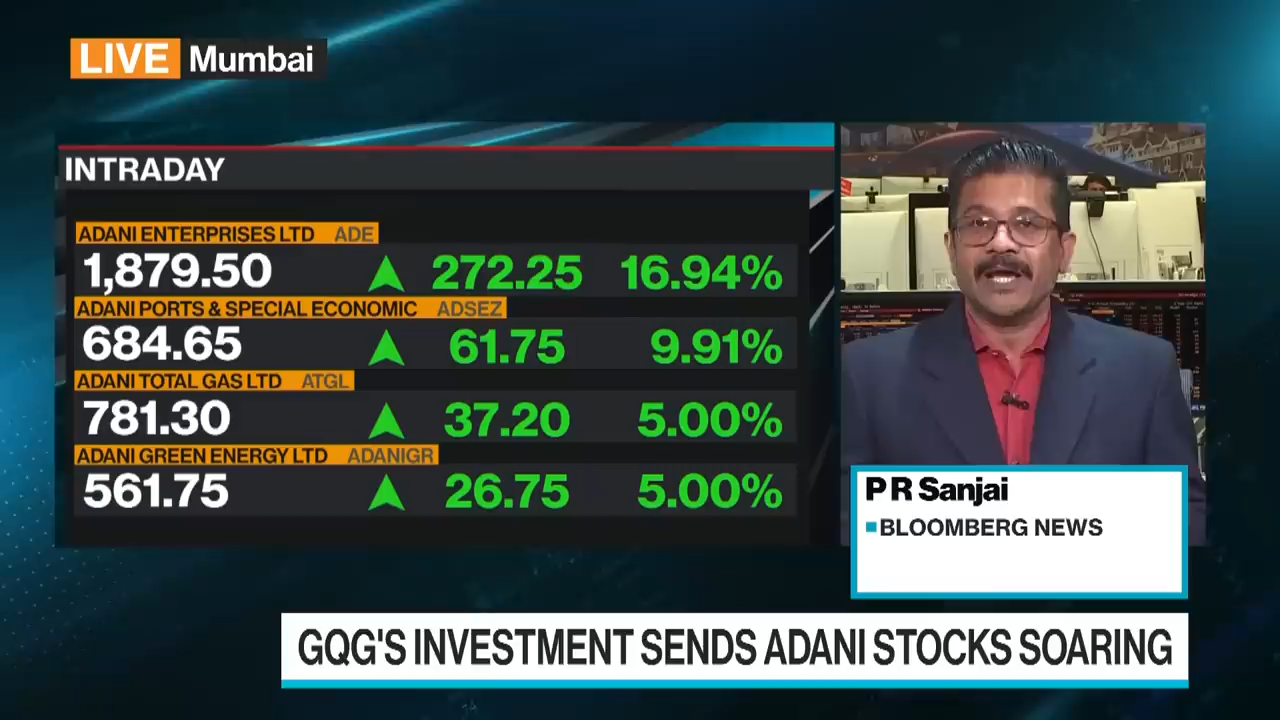 LIVE Mumbai
INTRADAY
ADANI ENTERPRISES LTD ADE
1,879.50 272.25 16.94%
ADANI PORTS & SPECIAL ECONOMIC ADSEZ
684.65 61.75 9.91%
ADANI TOTAL GAS LTD ATGL
781.30 37.20 5.00%
ADANI GREEN ENERGY LTD ADANIGR
561.75 26.75 5.00%
P R Sanjai
BLOOMBERG NEWS
GQG'S INVESTMENT SENDS ADANI STOCKS SOARING